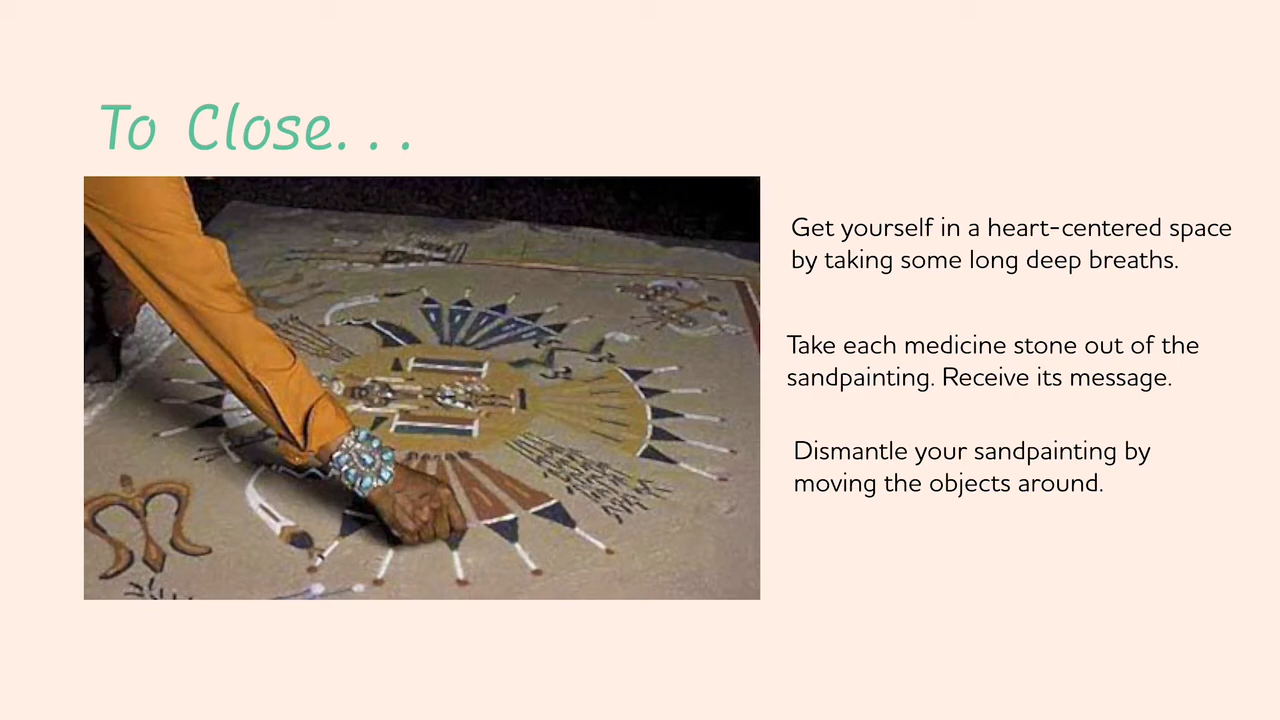 To Close. . .
Get yourself in a heart-centered space
by taking some long deep breaths.
Take each medicine stone out of the
sandpainting. Receive its message.
Dismantle your sandpainting by
moving the objects around.